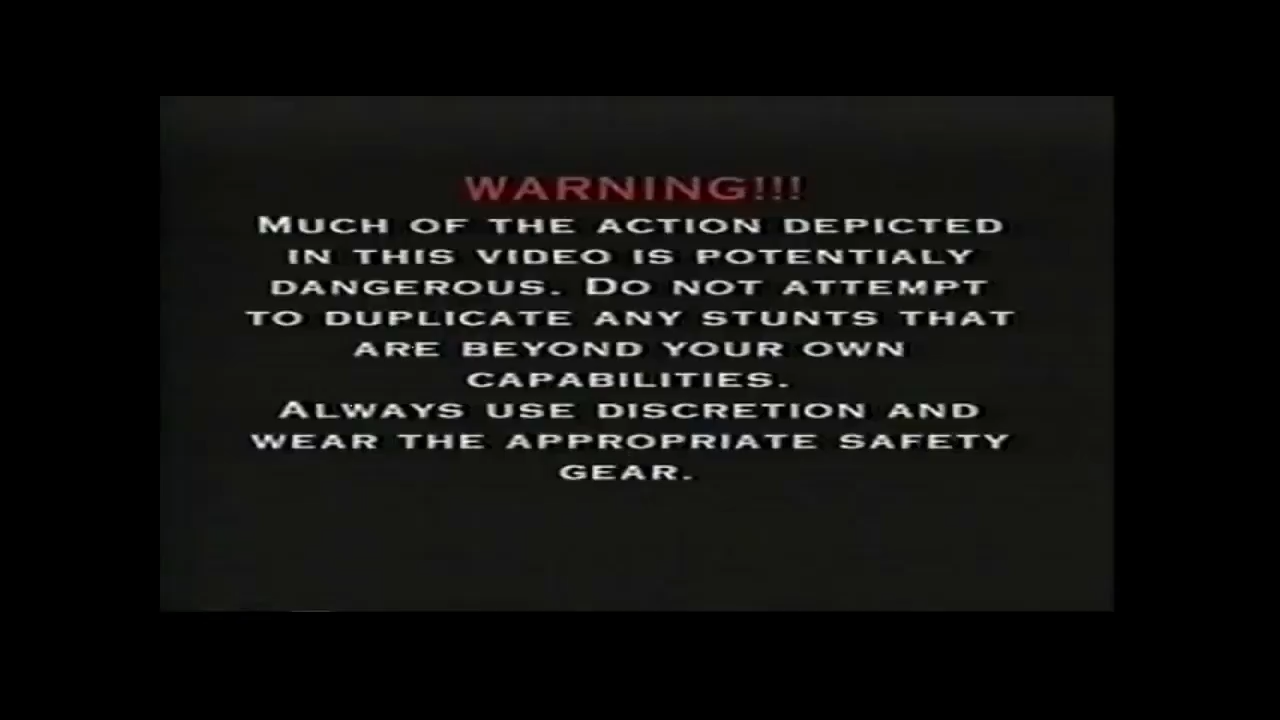 WARNING!!!
MUCH OF THE ACTION DEPICTED
IN THIS VIDEO IS POTENTIALY
DANGEROUS. DO NOT ATTEMPT
TO DUPLICATE ANY STUNTS THAT
ARE BEYOND YOUR OWN
CAPABILITIES.
ALWAYS USE DISCRETION AND
WEAR THE APPROPRIATE SAFETY
GEAR.